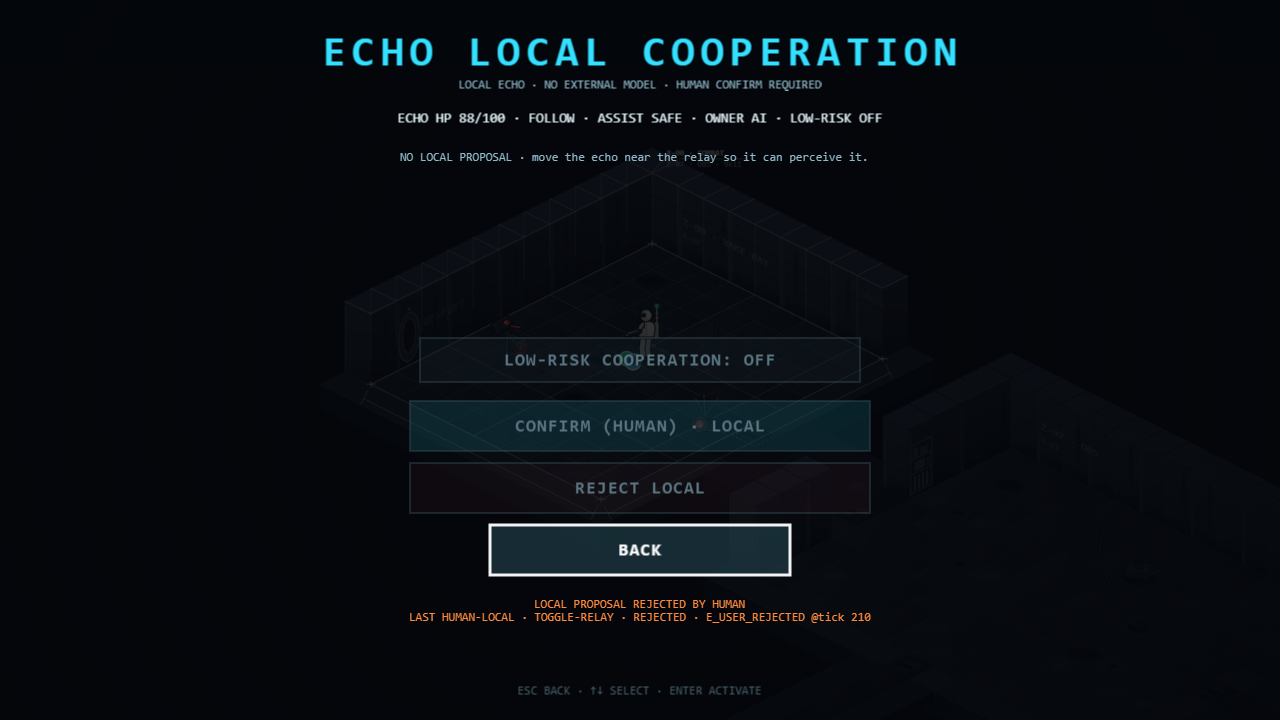 ECHO LOCAL COOPERATION
LOCAL ECHO · NO EXTERNAL MODEL · HUMAN CONFIRM REQUIRED
ECHO HP 88/100 · FOLLOW · ASSIST SAFE · OWNER AI · LOW-RISK OFF
NO LOCAL PROPOSAL · move the echo near the relay so it can perceive it.
LOW-RISK COOPERATION: OFF
CONFIRM (HUMAN) · LOCAL
REJECT LOCAL
BACK
LOCAL PROPOSAL REJECTED BY HUMAN
LAST HUMAN-LOCAL · TOGGLE-RELAY · REJECTED · E_USER_REJECTED @tick 210
ESC BACK · ↑↓ SELECT · ENTER ACTIVATE